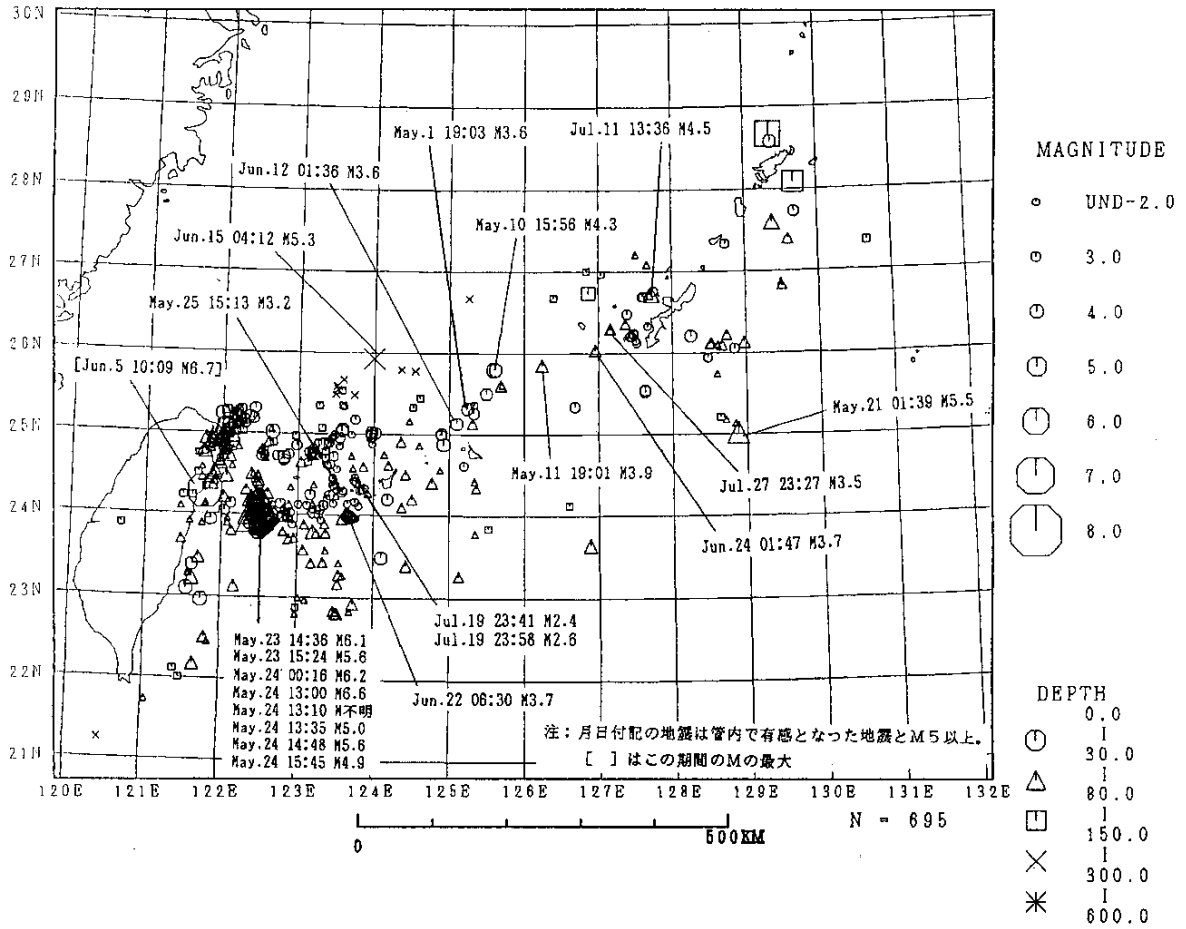 30N
29N
28N
27N
26N
25N
24N
23N
22N
21N
120E 121E 122E 123E 124E 125E 126E 127E 128E 129E 130E 131E 132E
May.1 19:03 M3.6
Jul.11 13:36 M4.5
Jun.12 01:36 M3.6
Jun.15 04:12 M5.3
May.10 15:56 M4.3
May.25 15:13 M3.2
[Jun.5 10:09 M6.7]
May.21 01:39 M5.5
May.11 19:01 M3.9
Jul.27 23:27 M3.5
Jun.24 01:47 M3.7
Jul.19 23:41 M2.4
Jul.19 23:58 M2.6
Jun.22 06:30 M3.7
May.23 14:36 M6.1
May.23 15:24 M5.6
May.24 00:16 M6.2
May.24 13:00 M6.6
May.24 13:10 M不明
May.24 13:35 M5.0
May.24 14:48 M5.6
May.24 15:45 M4.9
注：月日付記の地震は管内で有感となった地震とM5以上。
[ ]はこの期間のMの最大
N = 695
0 500KM
MAGNITUDE
UND-2.0
3.0
4.0
5.0
6.0
7.0
8.0
DEPTH
0.0
I
30.0
I
80.0
I
150.0
I
300.0
I
600.0